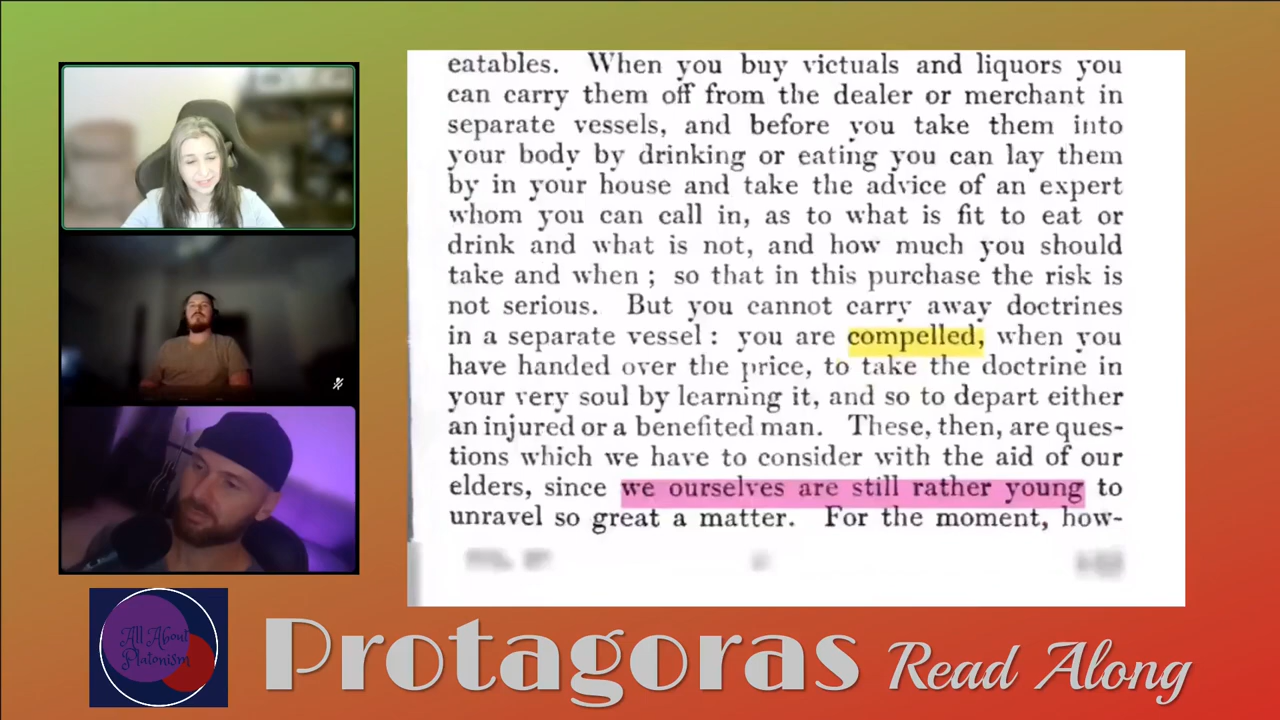 eatables. When you buy victuals and liquors you
can carry them off from the dealer or merchant in
separate vessels, and before you take them into
your body by drinking or eating you can lay them
by in your house and take the advice of an expert
whom you can call in, as to what is fit to eat or
drink and what is not, and how much you should
take and when ; so that in this purchase the risk is
not serious. But you cannot carry away doctrines
in a separate vessel : you are compelled, when you
have handed over the price, to take the doctrine in
your very soul by learning it, and so to depart either
an injured or a benefited man. These, then, are ques-
tions which we have to consider with the aid of our
elders, since we ourselves are still rather young to
unravel so great a matter. For the moment, how-
All About
Platonism
Protagoras Read Along